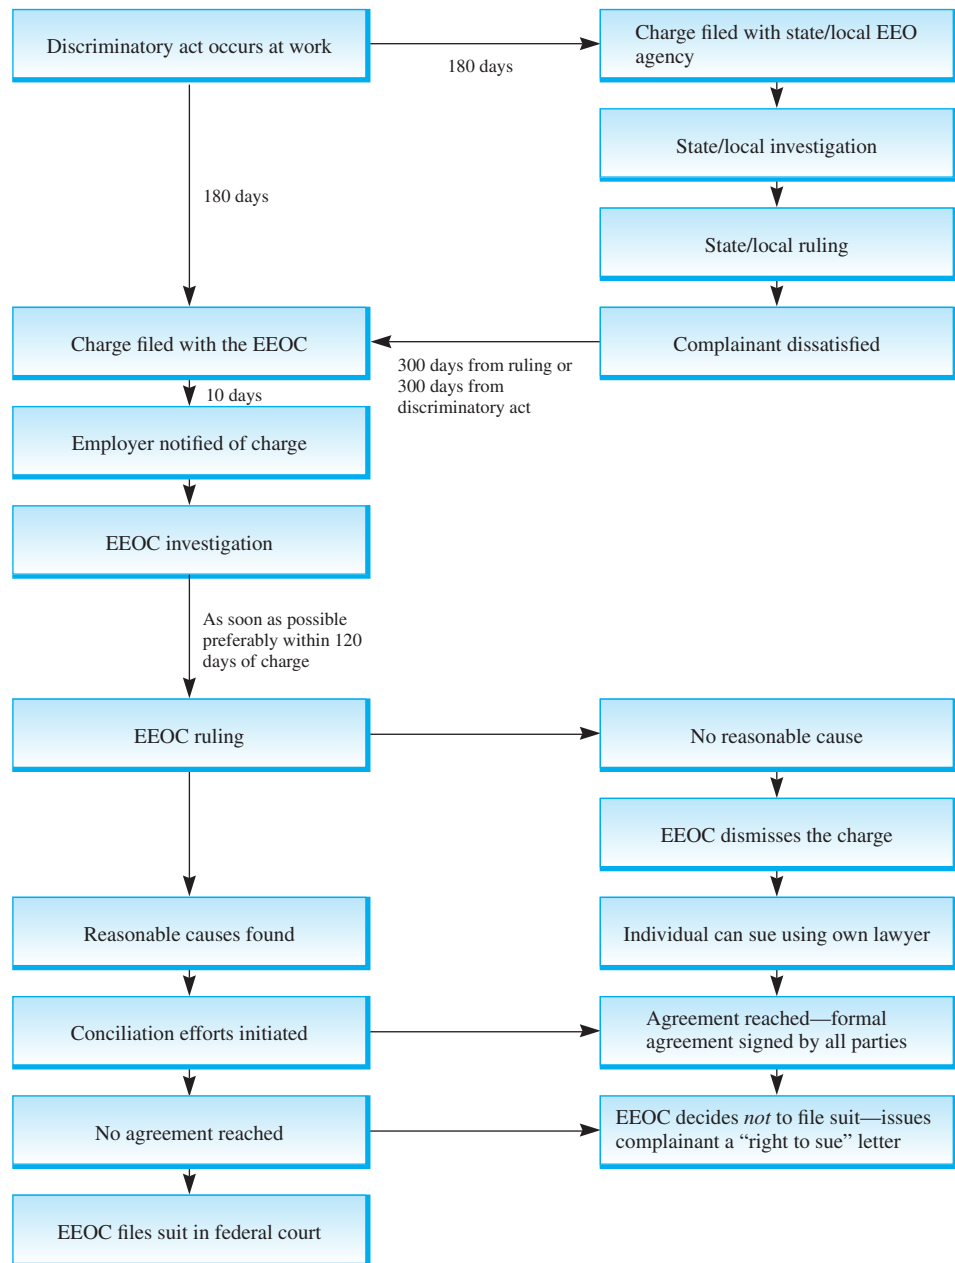 Discriminatory act occurs at work
180 days
Charge filed with state/local EEO
agency
State/local investigation
180 days
State/local ruling
Charge filed with the EEOC
300 days from ruling or
300 days from
discriminatory act
Complainant dissatisfied
10 days
Employer notified of charge
EEOC investigation
As soon as possible
preferably within 120
days of charge
EEOC ruling
No reasonable cause
EEOC dismisses the charge
Reasonable causes found
Individual can sue using own lawyer
Conciliation efforts initiated
Agreement reached—formal
agreement signed by all parties
No agreement reached
EEOC decides not to file suit—issues
complainant a “right to sue” letter
EEOC files suit in federal court